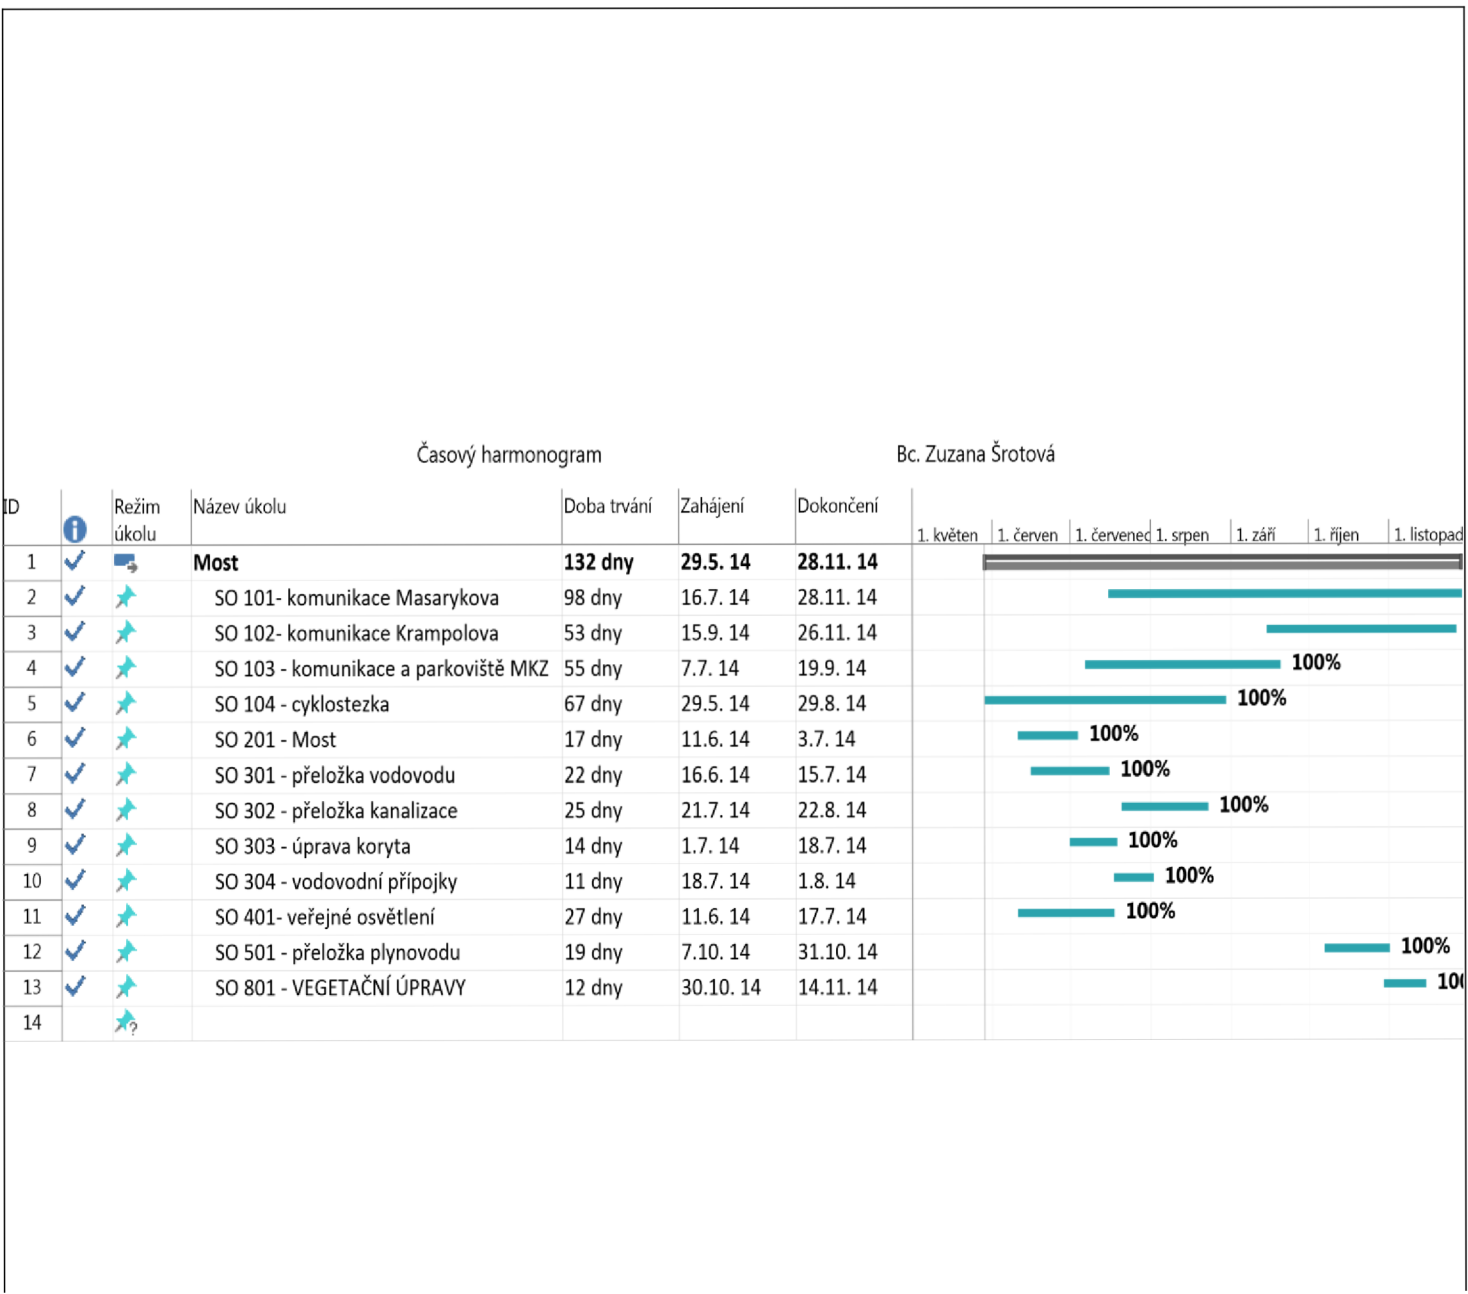 Časový harmonogram Bc. Zuzana Šrotová
ID Režim úkolu Název úkolu Doba trvání Zahájení Dokončení
1. květen 1. červen 1. červenec 1. srpen 1. září 1. říjen 1. listopad
1 Most 132 dny 29.5. 14 28.11. 14
2 SO 101- komunikace Masarykova 98 dny 16.7. 14 28.11. 14
3 SO 102- komunikace Krampolova 53 dny 15.9. 14 26.11. 14
4 SO 103 - komunikace a parkoviště MKZ 55 dny 7.7. 14 19.9. 14 100%
5 SO 104 - cyklostezka 67 dny 29.5. 14 29.8. 14 100%
6 SO 201 - Most 17 dny 11.6. 14 3.7. 14 100%
7 SO 301 - přeložka vodovodu 22 dny 16.6. 14 15.7. 14 100%
8 SO 302 - přeložka kanalizace 25 dny 21.7. 14 22.8. 14 100%
9 SO 303 - úprava koryta 14 dny 1.7. 14 18.7. 14 100%
10 SO 304 - vodovodní přípojky 11 dny 18.7. 14 1.8. 14 100%
11 SO 401- veřejné osvětlení 27 dny 11.6. 14 17.7. 14 100%
12 SO 501 - přeložka plynovodu 19 dny 7.10. 14 31.10. 14 100%
13 SO 801 - VEGETAČNÍ ÚPRAVY 12 dny 30.10. 14 14.11. 14
14